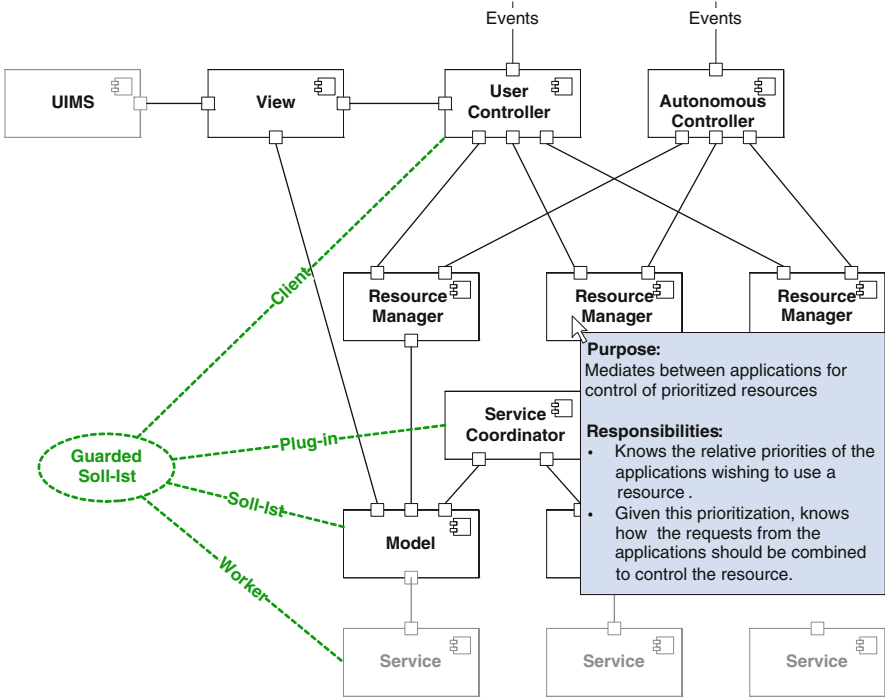 Events
Events
UIMS
View
User
Controller
Autonomous
Controller
Client
Resource
Manager
Resource
Manager
Resource
Manager
Purpose:
Mediates between applications for
control of prioritized resources
Responsibilities:
• Knows the relative priorities of the
applications wishing to use a
resource .
• Given this prioritization, knows
how the requests from the
applications should be combined
to control the resource.
Service
Coordinator
Plug-in
Guarded
Soll-Ist
Soll-Ist
Model
Worker
Service
Service
Service